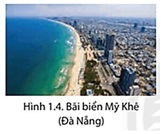 Hình 1.4. Bãi biển Mỹ Khê
(Đà Nẵng)